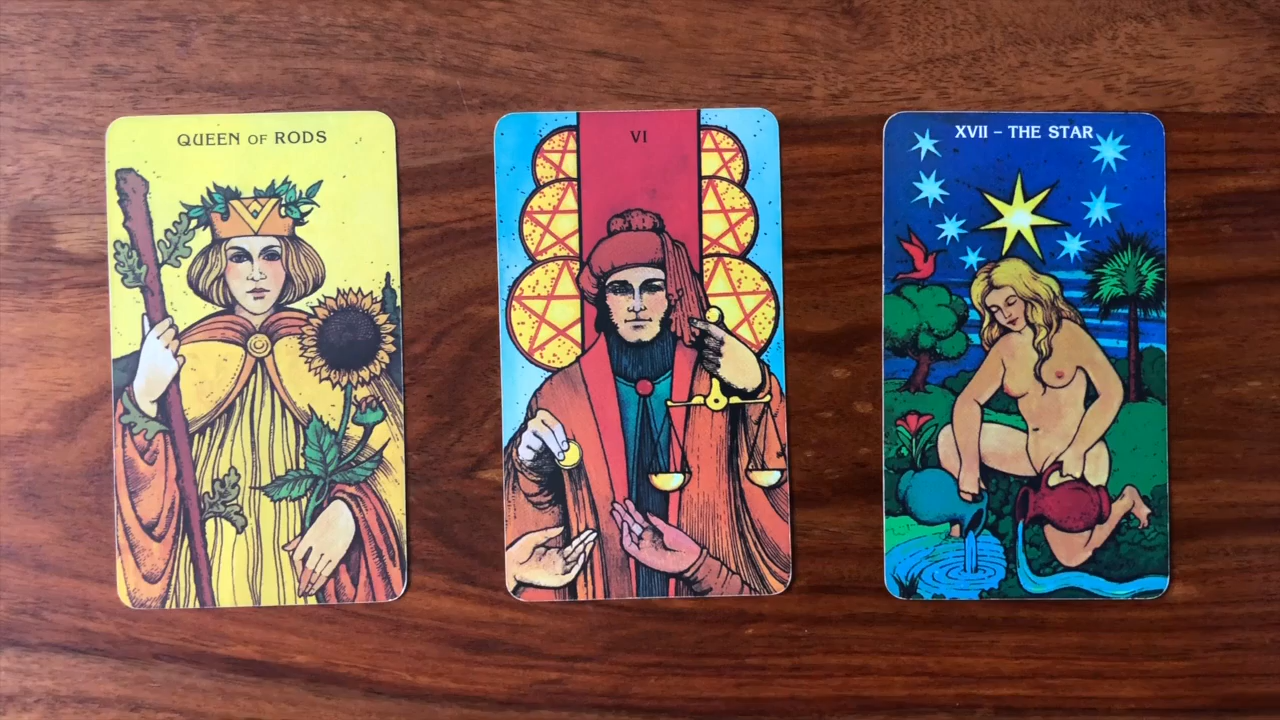 QUEEN OF RODS
VI
XVII – THE STAR